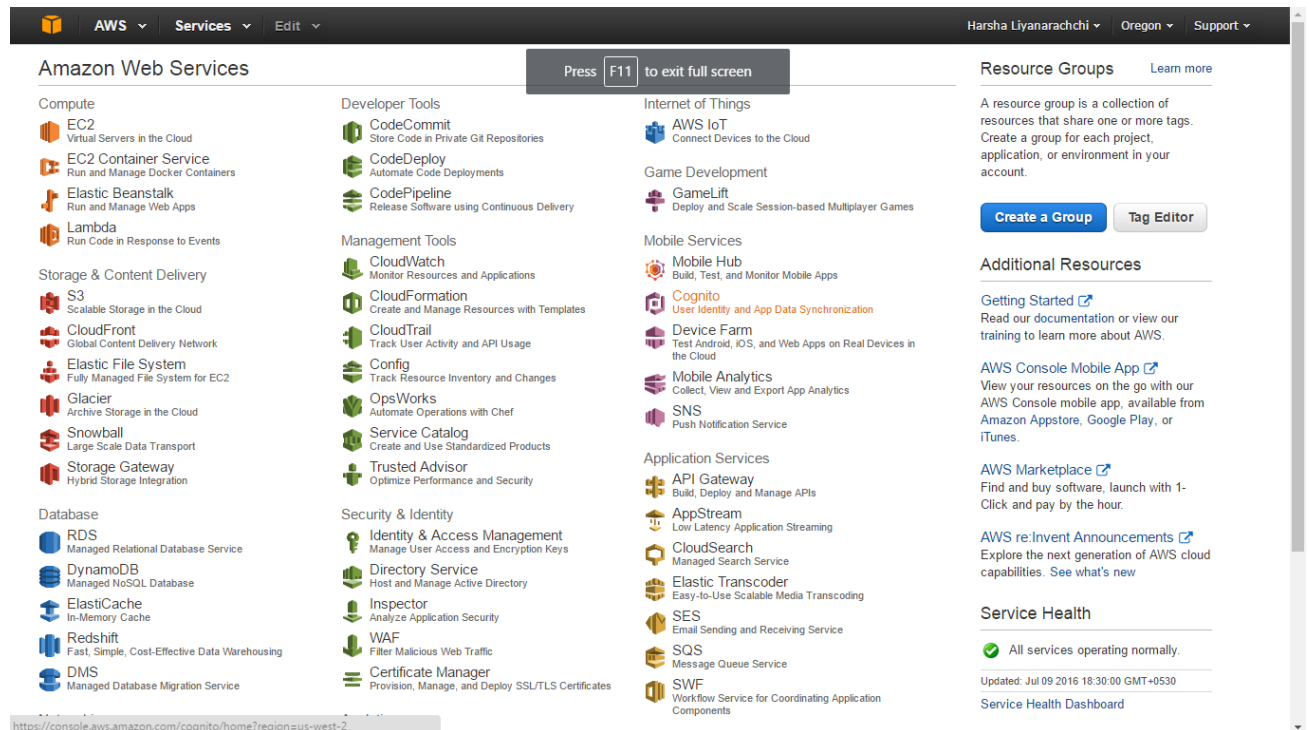 AWS Services Edit Harsha Liyanarachchi Oregon Support
Press F11 to exit full screen
Amazon Web Services
Compute
EC2
Virtual Servers in the Cloud
EC2 Container Service
Run and Manage Docker Containers
Elastic Beanstalk
Run and Manage Web Apps
Lambda
Run Code in Response to Events
Storage & Content Delivery
S3
Scalable Storage in the Cloud
CloudFront
Global Content Delivery Network
Elastic File System
Fully Managed File System for EC2
Glacier
Archive Storage in the Cloud
Snowball
Large Scale Data Transport
Storage Gateway
Hybrid Storage Integration
Database
RDS
Managed Relational Database Service
DynamoDB
Managed NoSQL Database
ElastiCache
In-Memory Cache
Redshift
Fast, Simple, Cost-Effective Data Warehousing
DMS
Managed Database Migration Service
Developer Tools
CodeCommit
Store Code in Private Git Repositories
CodeDeploy
Automate Code Deployments
CodePipeline
Release Software using Continuous Delivery
Management Tools
CloudWatch
Monitor Resources and Applications
CloudFormation
Create and Manage Resources with Templates
CloudTrail
Track User Activity and API Usage
Config
Track Resource Inventory and Changes
OpsWorks
Automate Operations with Chef
Service Catalog
Create and Use Standardized Products
Trusted Advisor
Optimize Performance and Security
Security & Identity
Identity & Access Management
Manage User Access and Encryption Keys
Directory Service
Host and Manage Active Directory
Inspector
Analyze Application Security
WAF
Filter Malicious Web Traffic
Certificate Manager
Provision, Manage, and Deploy SSL/TLS Certificates
Internet of Things
AWS IoT
Connect Devices to the Cloud
Game Development
GameLift
Deploy and Scale Session-based Multiplayer Games
Mobile Services
Mobile Hub
Build, Test, and Monitor Mobile Apps
Cognito
User Identity and App Data Synchronization
Device Farm
Test Android, iOS, and Web Apps on Real Devices in
the Cloud
Mobile Analytics
Collect, View and Export App Analytics
SNS
Push Notification Service
Application Services
API Gateway
Build, Deploy and Manage APIs
AppStream
Low Latency Application Streaming
CloudSearch
Managed Search Service
Elastic Transcoder
Easy-to-Use Scalable Media Transcoding
SES
Email Sending and Receiving Service
SQS
Message Queue Service
SWF
Workflow Service for Coordinating Application
Components
Resource Groups Learn more
A resource group is a collection of
resources that share one or more tags.
Create a group for each project,
application, or environment in your
account.
Create a Group Tag Editor
Additional Resources
Getting Started
Read our documentation or view our
training to learn more about AWS.
AWS Console Mobile App
View your resources on the go with our
AWS Console mobile app, available from
Amazon Appstore, Google Play, or
iTunes.
AWS Marketplace
Find and buy software, launch with 1-
Click and pay by the hour.
AWS re:Invent Announcements
Explore the next generation of AWS cloud
capabilities. See what's new
Service Health
All services operating normally.
Updated: Jul 09 2016 18:30:00 GMT+0530
Service Health Dashboard
https://console.aws.amazon.com/cognito/home?region=us-west-2